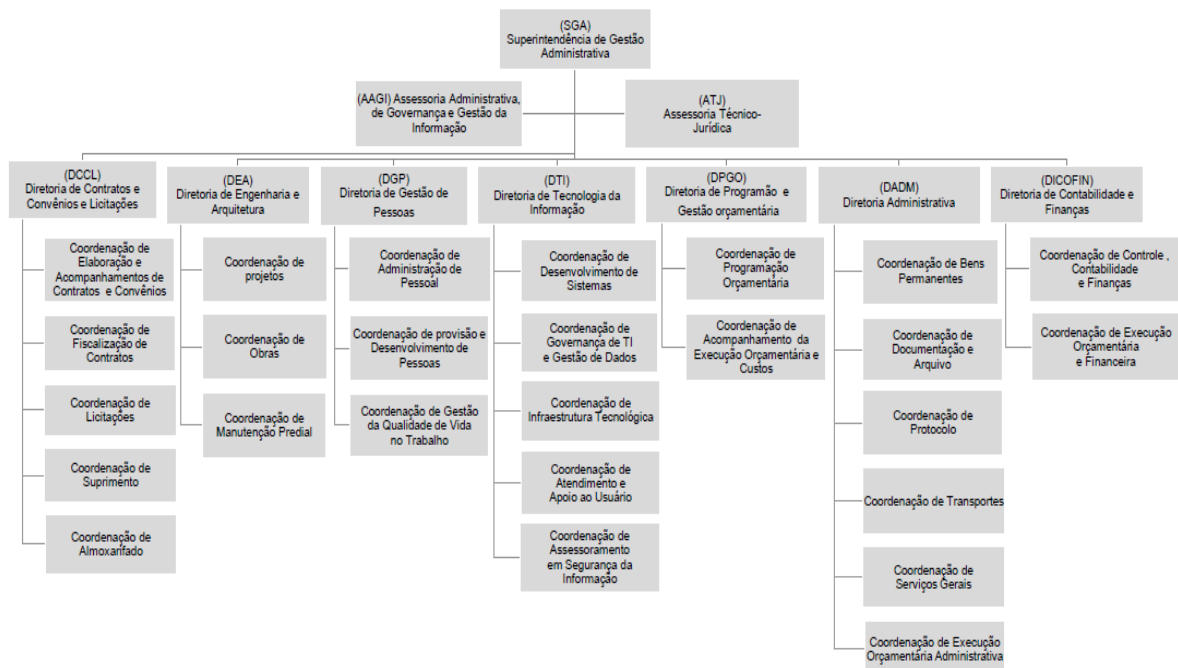 (SGA)
Superintendência de Gestão
Administrativa
(AAGI) Assessoria Administrativa,
de Governança e Gestão da
Informação
(ATJ)
Assessoria Técnico-
Jurídica
(DCCL)
Diretoria de Contratos e
Convênios e Licitações
(DEA)
Diretoria de Engenharia e
Arquitetura
(DGP)
Diretoria de Gestão de
Pessoas
(DTI)
Diretoria de Tecnologia da
Informação
(DPGO)
Diretoria de Programão e
Gestão orçamentária
(DADM)
Diretoria Administrativa
(DICOFIN)
Diretoria de Contabilidade e
Finanças
Coordenação de
Elaboração e
Acompanhamentos de
Contratos e Convênios
Coordenação de
Fiscalização de
Contratos
Coordenação de
Licitações
Coordenação de
Suprimento
Coordenação de
Almoxarifado
Coordenação de
projetos
Coordenação de
Obras
Coordenação de
Manutenção Predial
Coordenação de
Administração de
Pessoal
Coordenação de provisão e
Desenvolvimento de
Pessoas
Coordenação de Gestão
da Qualidade de Vida
no Trabalho
Coordenação de
Desenvolvimento de
Sistemas
Coordenação de
Governança de TI
e Gestão de Dados
Coordenação de
Infraestrutura Tecnológica
Coordenação de
Atendimento e
Apoio ao Usuário
Coordenação de
Assessoramento
em Segurança da
Informação
Coordenação de
Programação
Orçamentária
Coordenação de
Acompanhamento da
Execução Orçamentária e
Custos
Coordenação de Bens
Permanentes
Coordenação de
Documentação e
Arquivo
Coordenação de
Protocolo
Coordenação de Transportes
Coordenação de
Serviços Gerais
Coordenação de Execução
Orçamentária Administrativa
Coordenação de Controle ,
Contabilidade
e Finanças
Coordenação de Execução
Orçamentária
e Financeira